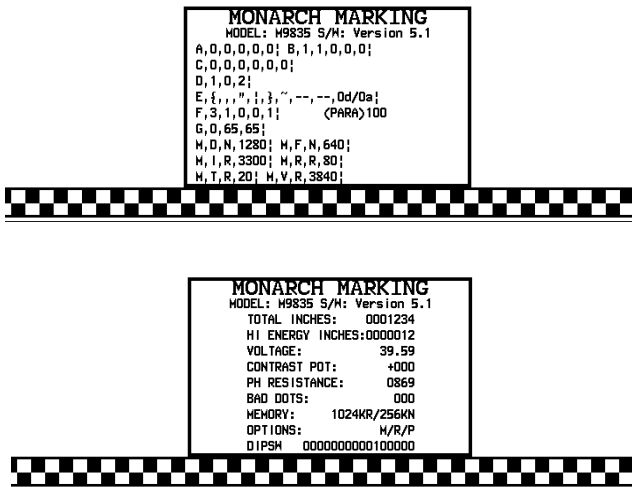 MONARCH MARKING
MODEL: M9835 S/W: Version 5.1
A,0,0,0,0,0¦ B,1,1,0,0,0¦
C,0,0,0,0,0,0¦
D,1,0,2¦
E,{,,,",¦,},~,--,--,0d/0a¦
F,3,1,0,0,1¦ (PARA)100
G,0,65,65¦
M,D,N,1280¦ M,F,N,640¦
M,I,R,3300¦ M,R,R,80¦
M,T,R,20¦ M,V,R,3840¦
MONARCH MARKING
MODEL: M9835 S/W: Version 5.1
TOTAL INCHES: 0001234
HI ENERGY INCHES:0000012
VOLTAGE: 39.59
CONTRAST POT: +000
PH RESISTANCE: 0869
BAD DOTS: 000
MEMORY: 1024KR/256KN
OPTIONS: M/R/P
DIPSW 0000000000100000